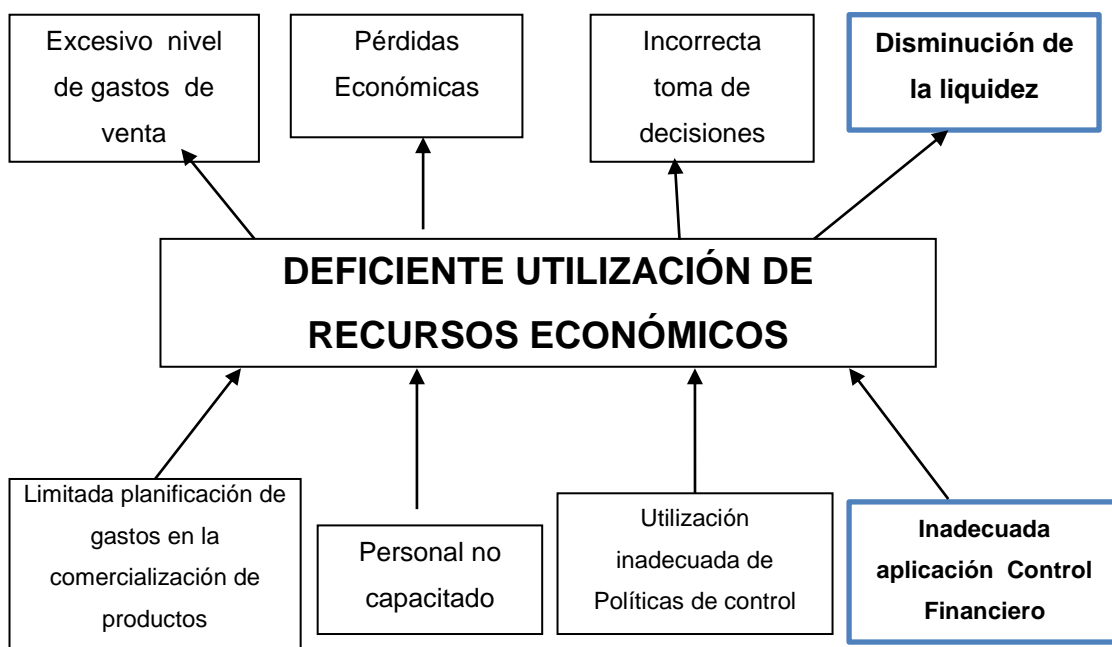 Excesivo nivel
de gastos de
venta
Pérdidas
Económicas
Incorrecta
toma de
decisiones
Disminución de
la liquidez
DEFICIENTE UTILIZACIÓN DE
RECURSOS ECONÓMICOS
Limitada planificación de
gastos en la
comercialización de
productos
Personal no
capacitado
Utilización
inadecuada de
Políticas de control
Inadecuada
aplicación Control
Financiero